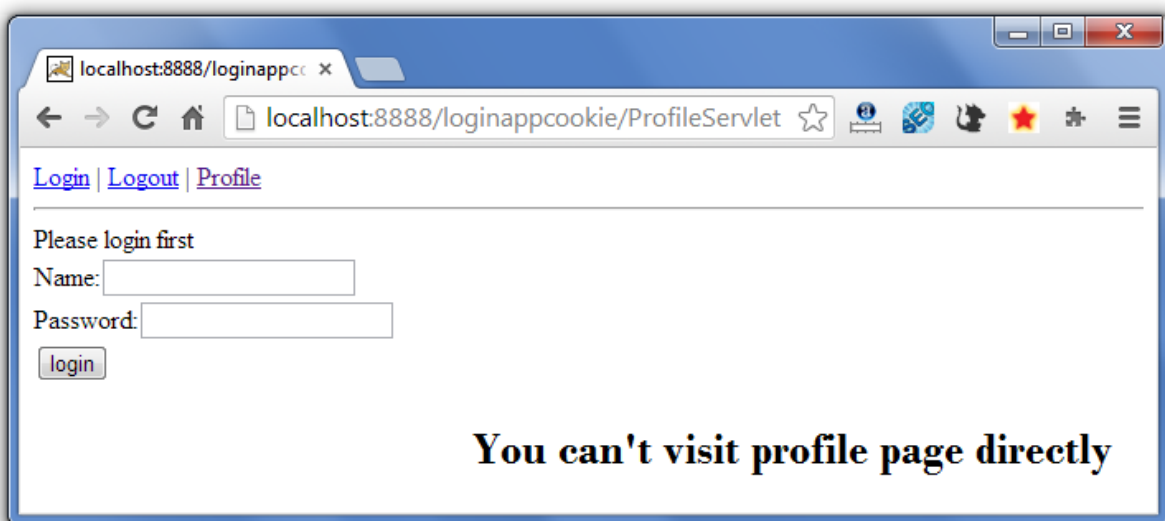 localhost:8888/loginappcc
localhost:8888/loginappcookie/ProfileServlet
Login | Logout | Profile
Please login first
Name:
Password:
login
You can't visit profile page directly